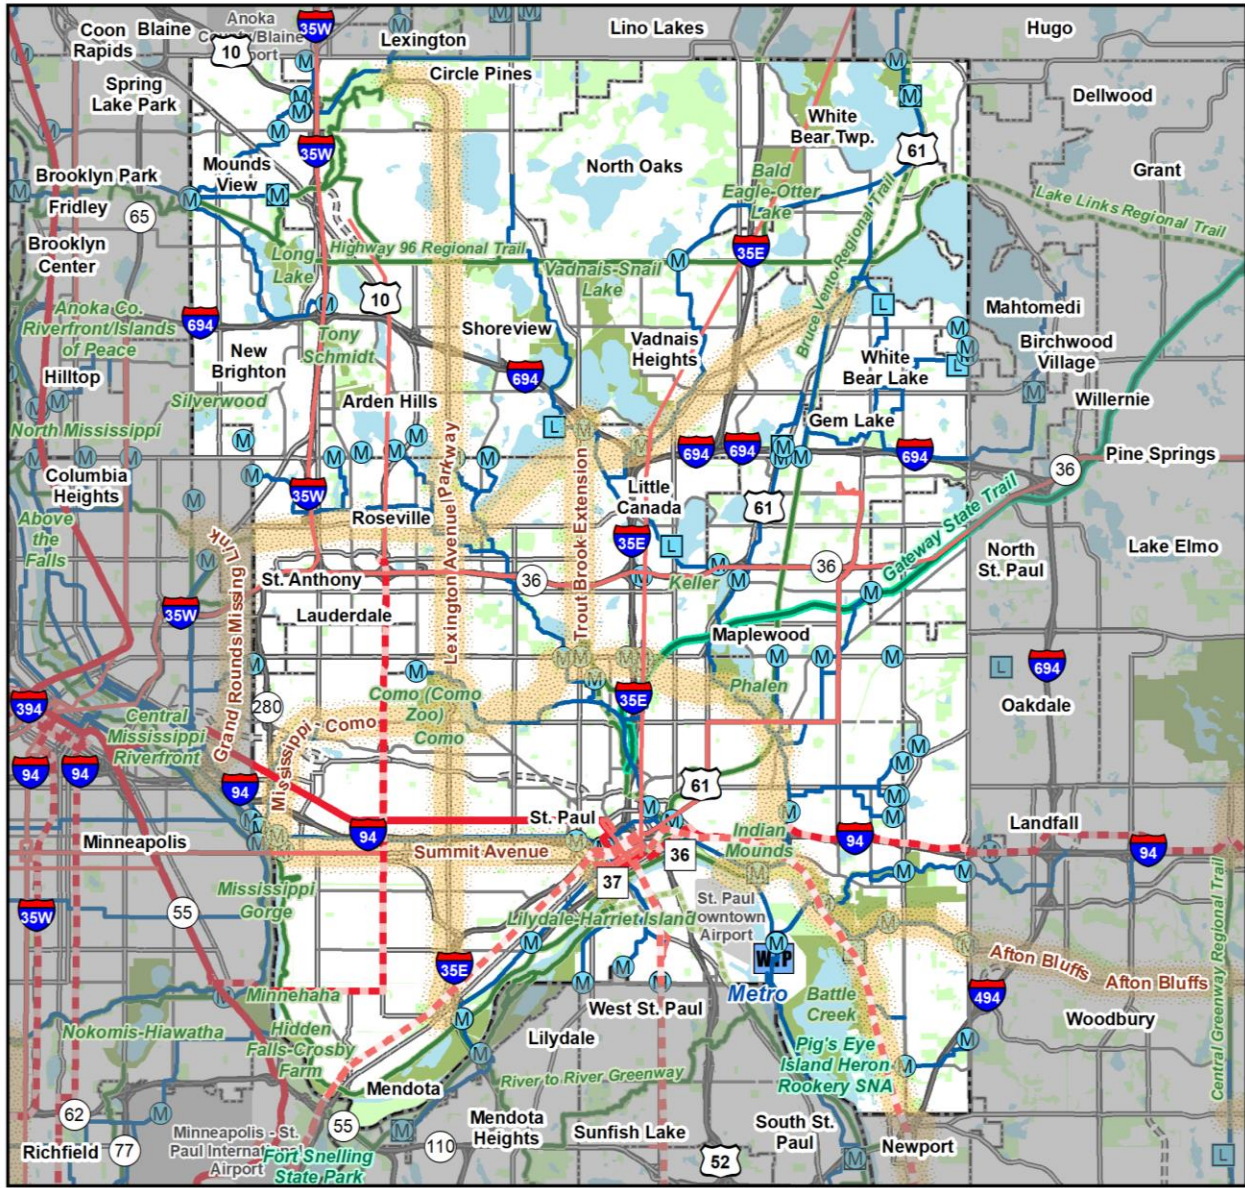 Coon
Rapids
Blaine
Anoka
County/Blaine
Airport
35W
10
Lexington
Lino Lakes
Hugo
Circle Pines
Spring
Lake Park
Dellwood
White
Bear Twp.
35W
61
Mounds
View
North Oaks
Bald
Eagle-Otter
Lake
Grant
Brooklyn Park
Fridley
65
Lake Links Regional Trail
Brooklyn
Center
Long
Lake
Highway 96 Regional Trail
Vadnais-Snail
Lake
35E
Bruce Vento Regional Trail
10
Anoka Co.
Riverfront/Islands
of Peace
694
Tony
Schmidt
Shoreview
Vadnais
Heights
L
Mahtomedi
Birchwood
Village
New
Brighton
694
White
Bear Lake
L
Hilltop
Silverwood
Arden Hills
Willernie
North Mississippi
L
Gem Lake
694
694
694
36
Pine Springs
Columbia
Heights
35W
Lexington Avenue Parkway
Trout Brook Extension
Little
Canada
61
Gateway State Trail
Above
the
Falls
Grand Rounds Missing Link
Roseville
35E
L
North
St. Paul
Lake Elmo
St. Anthony
36
Keller
36
35W
Lauderdale
Maplewood
394
280
Como (Como
Zoo)
Como
35E
Phalen
L
694
Oakdale
Central
Mississippi
Riverfront
Mississippi - Como
94
94
94
61
94
St. Paul
Indian
Mounds
94
Landfall
94
Minneapolis
Summit Avenue
36
37
Mississippi
Gorge
55
35W
Lilydale-Harriet Island
St. Paul
Downtown
Airport
Central Greenway Regional Trail
35E
Metro
Afton Bluffs
Afton Bluffs
494
Minnehaha
West St. Paul
Battle
Creek
Woodbury
Nokomis-Hiawatha
Hidden
Falls-Crosby
Farm
Lilydale
Pig's Eye
Island Heron
Rookery SNA
River to River Greenway
Mendota
62
55
Mendota
Heights
Sunfish Lake
South St.
Paul
Newport
Richfield
77
Minneapolis - St.
Paul International
Airport
110
52
L
Fort Snelling
State Park